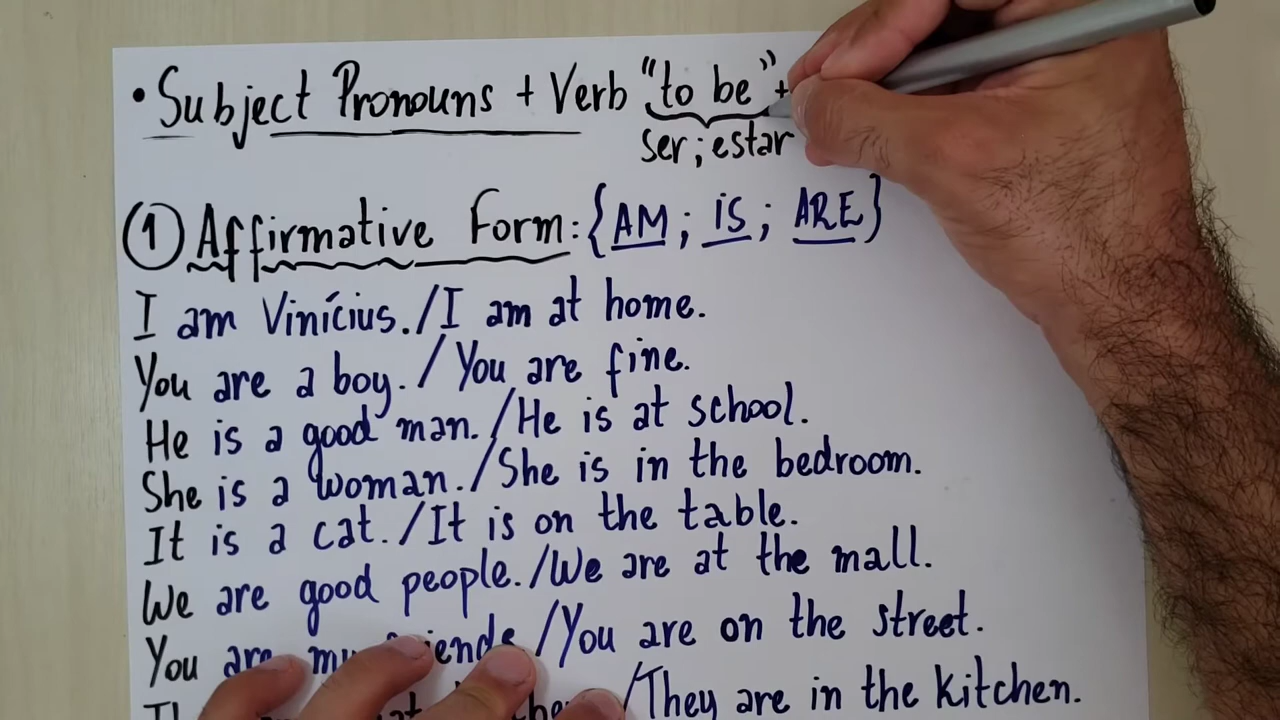 • Subject Pronouns + Verb "to be" +
ser; estar
① Affirmative Form: {AM; IS; ARE}
I am Vinícius. / I am at home.
You are a boy. / You are fine.
He is a good man. / He is at school.
She is a woman. / She is in the bedroom.
It is a cat. / It is on the table.
We are good people. / We are at the mall.
You are / You are on the street.
/ They are in the kitchen.